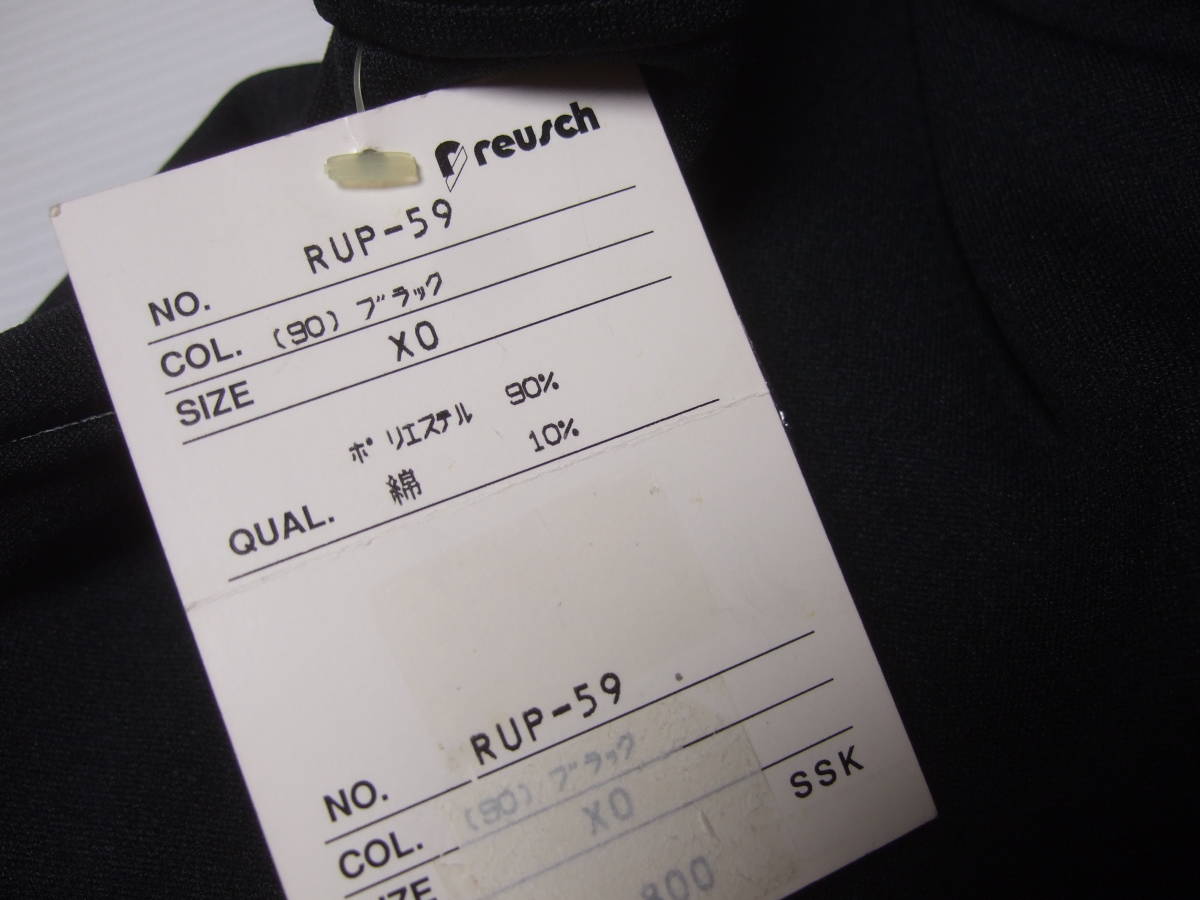 reusch
NO. RUP-59
COL. (90) ブラック
SIZE XO
ポリエステル 90%
QUAL. 綿 10%
NO. RUP-59
COL. (90) ブラック
XO
SSK
800